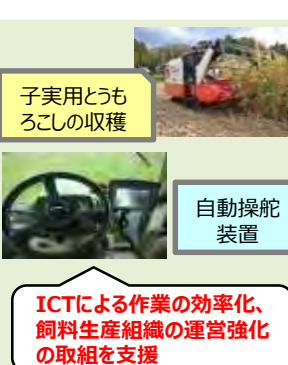 子実用とうも
ろこしの収穫
自動操舵
装置
ICTによる作業の効率化、
飼料生産組織の運営強化
の取組を支援